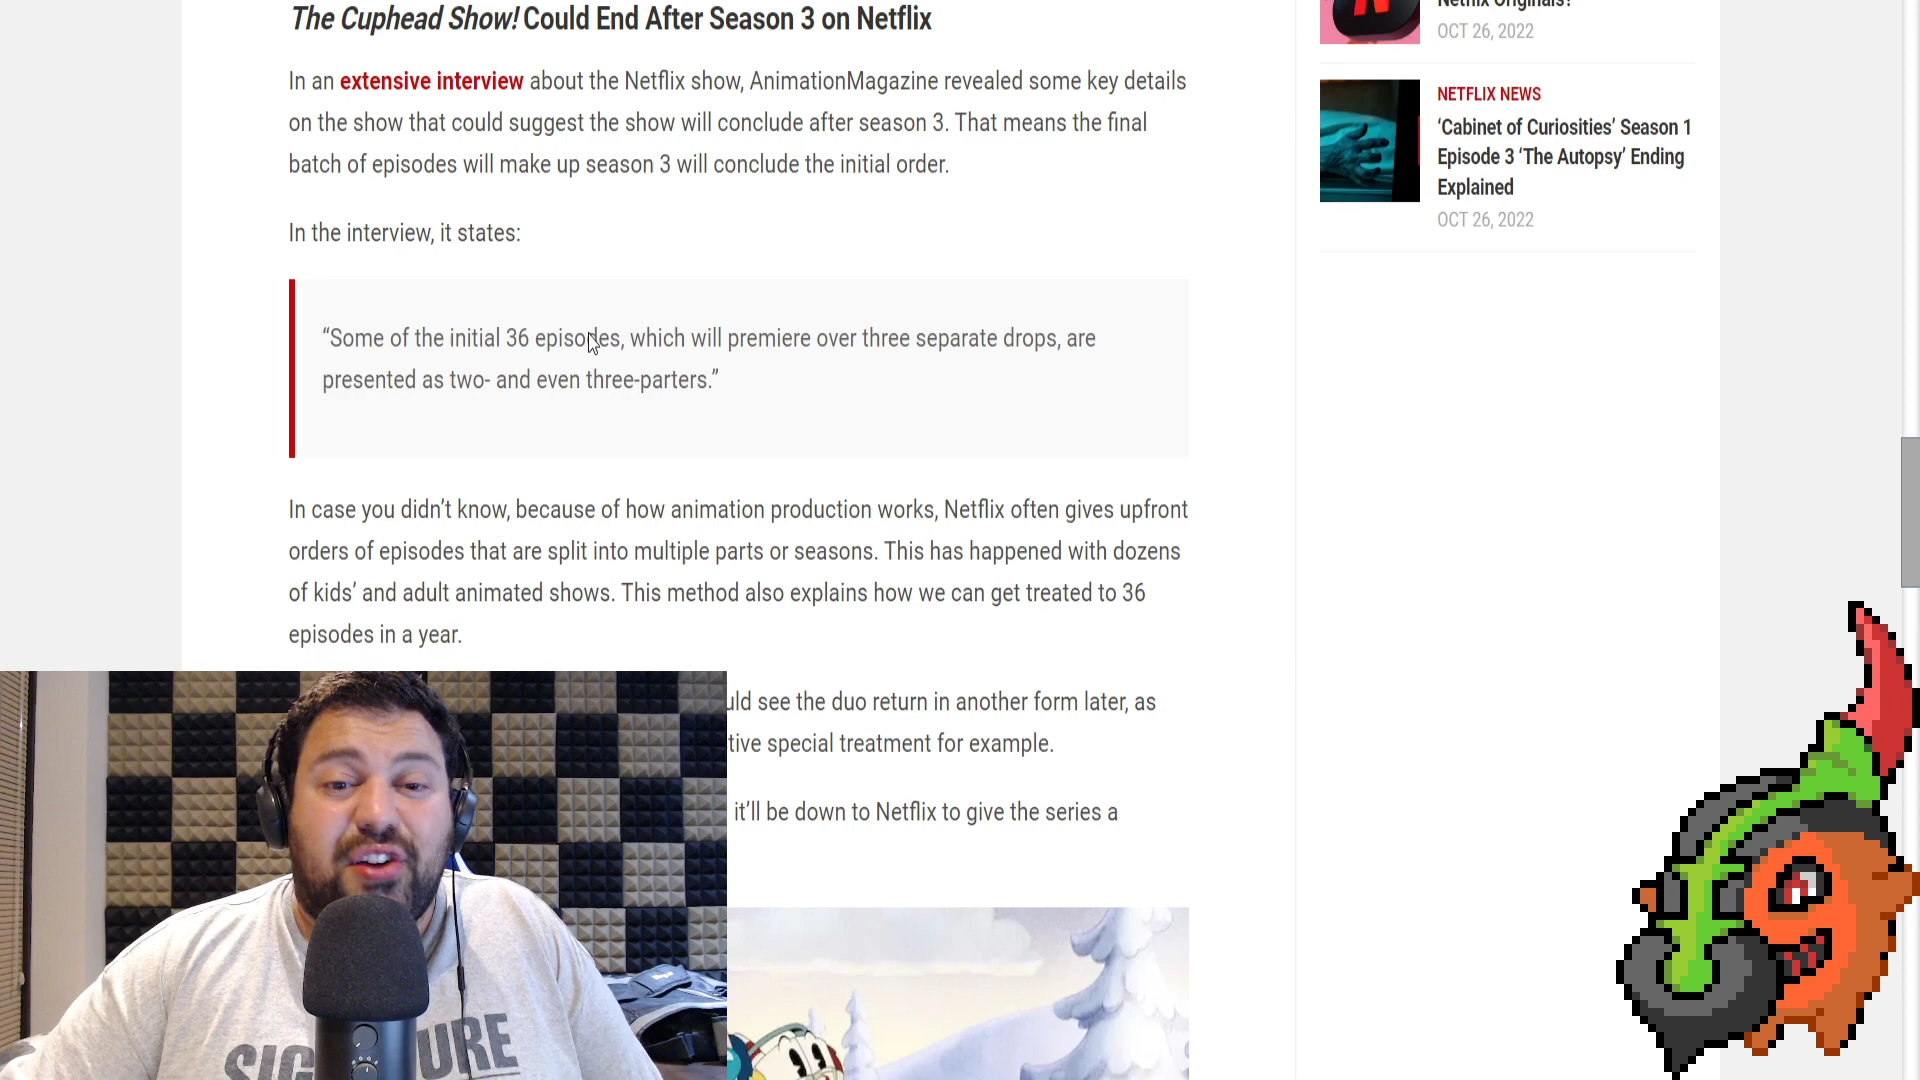 The Cuphead Show! Could End After Season 3 on Netflix
In an extensive interview about the Netflix show, AnimationMagazine revealed some key details
on the show that could suggest the show will conclude after season 3. That means the final
batch of episodes will make up season 3 will conclude the initial order.
In the interview, it states:
“Some of the initial 36 episodes, which will premiere over three separate drops, are
presented as two- and even three-parters.”
In case you didn’t know, because of how animation production works, Netflix often gives upfront
orders of episodes that are split into multiple parts or seasons. This has happened with dozens
of kids’ and adult animated shows. This method also explains how we can get treated to 36
episodes in a year.
see the duo return in another form later, as
special treatment for example.
it’ll be down to Netflix to give the series a
Netflix Originals?
OCT 26, 2022
NETFLIX NEWS
‘Cabinet of Curiosities’ Season 1
Episode 3 ‘The Autopsy’ Ending
Explained
OCT 26, 2022